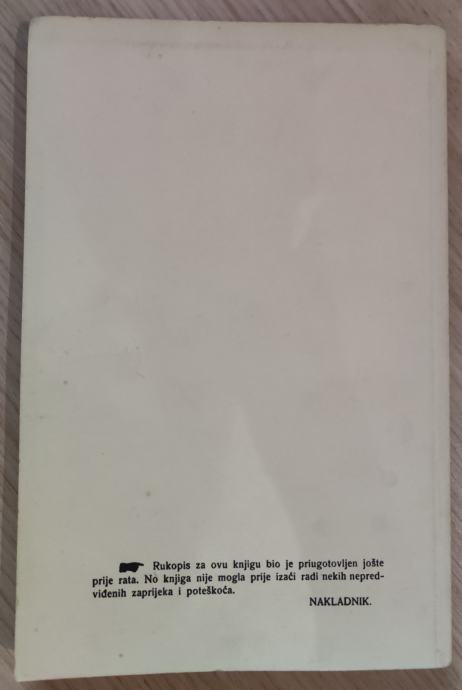 Rukopis za ovu knjigu bio je priugotovljen jošte
prije rata. No knjiga nije mogla prije izaći radi nekih nepred-
viđenih zaprijeka i poteškoća.
NAKLADNIK.